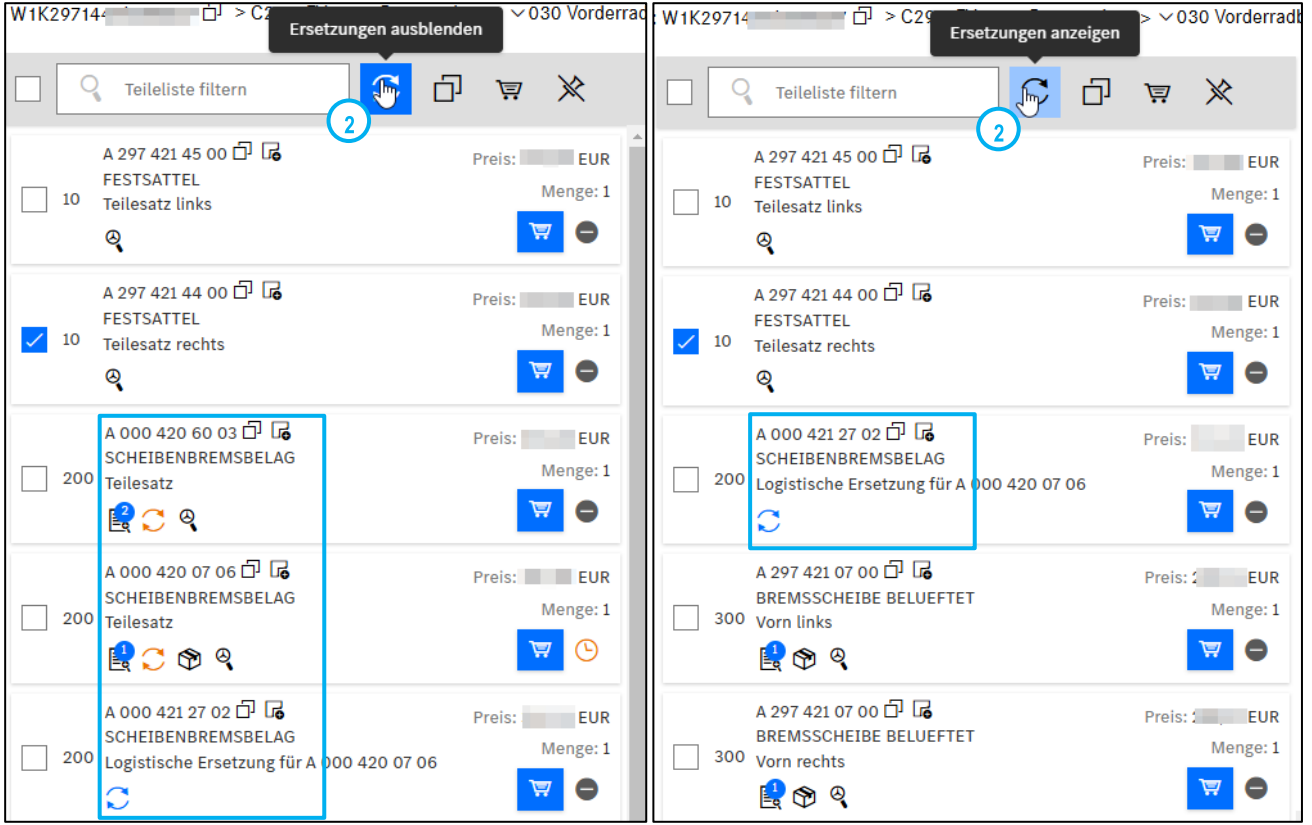 W1K29714 > C2 030 Vorderrad
Ersetzungen ausblenden
Teileliste filtern
2
A 297 421 45 00
Preis: EUR
FESTSATTEL
Menge: 1
10
Teilesatz links
A 297 421 44 00
Preis: EUR
FESTSATTEL
Menge: 1
10
Teilesatz rechts
A 000 420 60 03
Preis: EUR
SCHEIBENBREMSBELAG
Menge: 1
200
Teilesatz
2
A 000 420 07 06
Preis: EUR
SCHEIBENBREMSBELAG
Menge: 1
200
Teilesatz
1
A 000 421 27 02
Preis: EUR
SCHEIBENBREMSBELAG
Menge: 1
200
Logistische Ersetzung für A 000 420 07 06
: W1K29714 > C29 > 030 Vorderradb
Ersetzungen anzeigen
Teileliste filtern
2
A 297 421 45 00
Preis: EUR
FESTSATTEL
Menge: 1
10
Teilesatz links
A 297 421 44 00
Preis: EUR
FESTSATTEL
Menge: 1
10
Teilesatz rechts
A 000 421 27 02
Preis: EUR
SCHEIBENBREMSBELAG
Menge: 1
200
Logistische Ersetzung für A 000 420 07 06
A 297 421 07 00
Preis: EUR
BREMSSCHEIBE BELUEFTET
Menge: 1
300
Vorn links
1
A 297 421 07 00
Preis: EUR
BREMSSCHEIBE BELUEFTET
Menge: 1
300
Vorn rechts
1